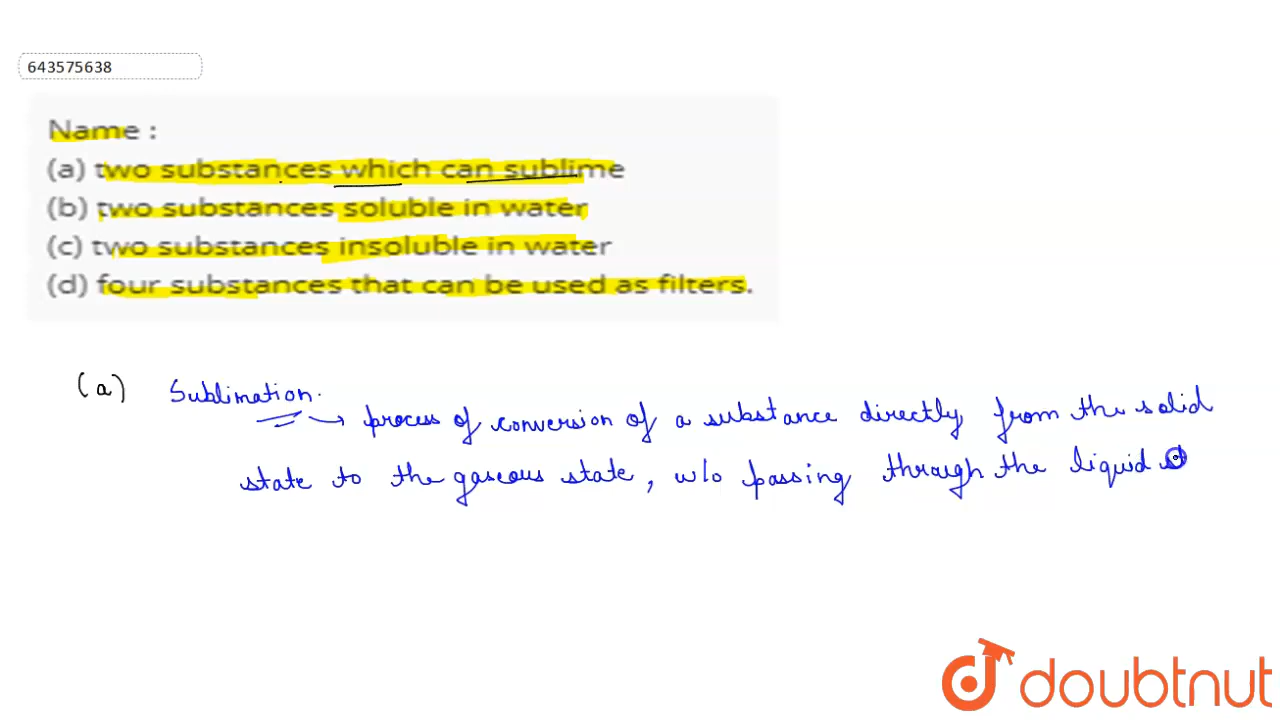 643575638
Name :
(a) two substances which can sublime
(b) two substances soluble in water
(c) two substances insoluble in water
(d) four substances that can be used as filters.
(a) Sublimation.
→ process of conversion of a substance directly from the solid
state to the gaseous state, w/o passing through the liquid
doubtnut